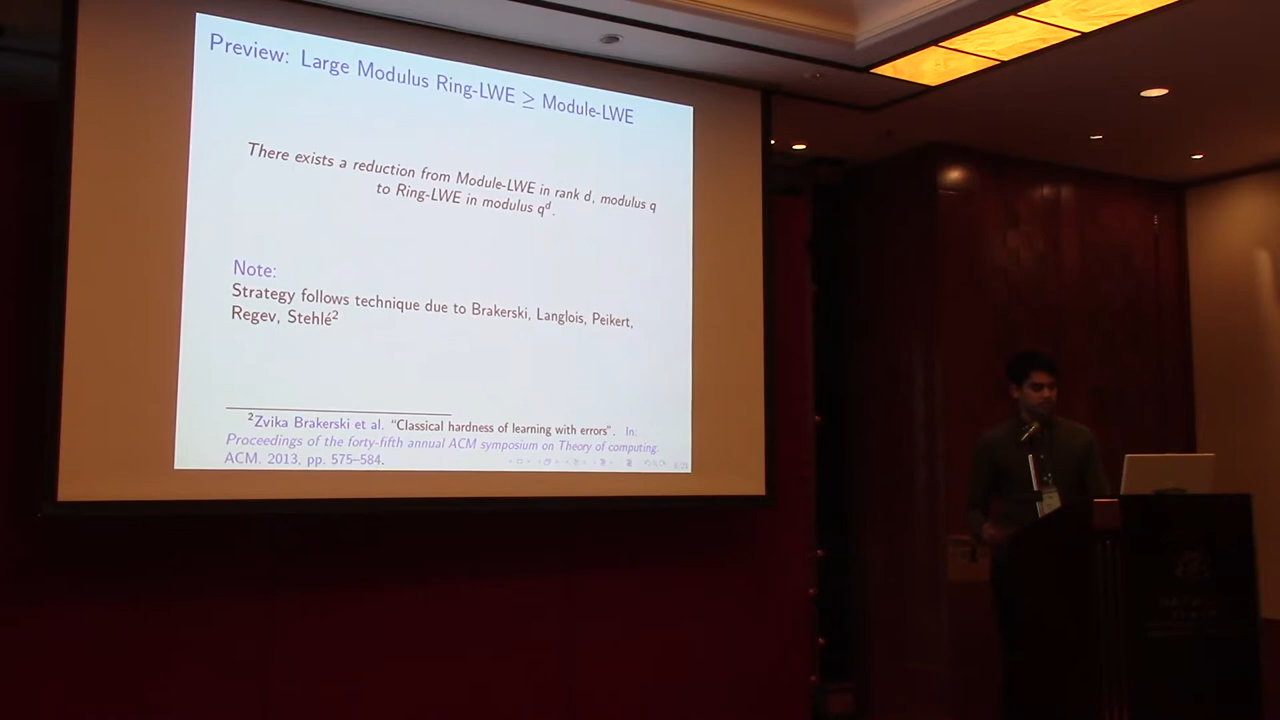 Preview: Large Modulus Ring-LWE ≥ Module-LWE
There exists a reduction from Module-LWE in rank d, modulus q
to Ring-LWE in modulus qᵈ.
Note:
Strategy follows technique due to Brakerski, Langlois, Peikert,
Regev, Stehlé²
²Zvika Brakerski et al. “Classical hardness of learning with errors”. In:
Proceedings of the forty-fifth annual ACM symposium on Theory of computing
ACM. 2013, pp. 575–584.